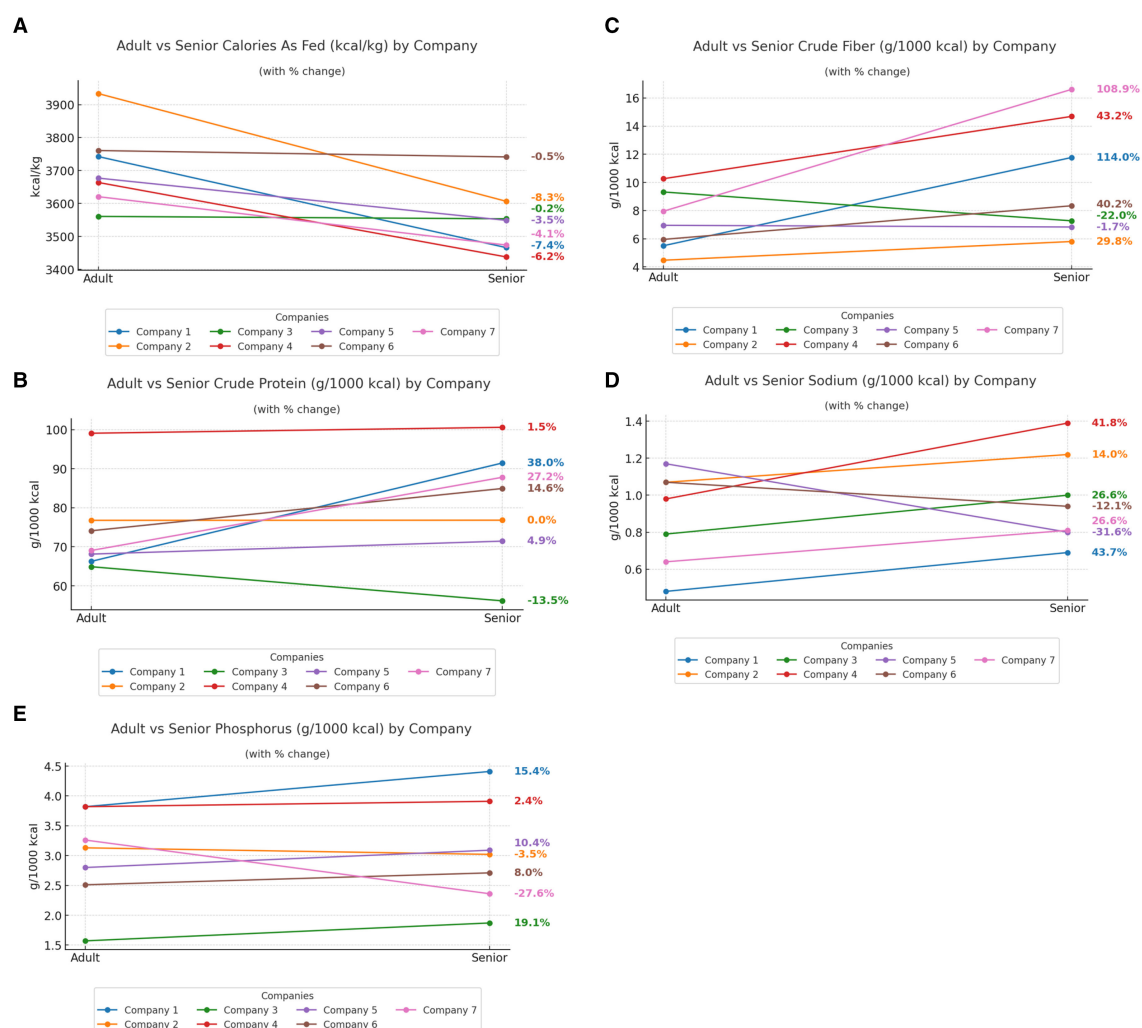 A
Adult vs Senior Calories As Fed (kcal/kg) by Company
(with % change)
kcal/kg
3900
3800
3700
3600
3500
3400
Adult
Senior
-0.5%
-8.3%
-0.2%
-3.5%
-4.1%
-7.4%
-6.2%
Companies
Company 1 Company 3 Company 5 Company 7
Company 2 Company 4 Company 6
C
Adult vs Senior Crude Fiber (g/1000 kcal) by Company
(with % change)
g/1000 kcal
16
14
12
10
8
6
4
Adult
Senior
108.9%
43.2%
114.0%
40.2%
-22.0%
-1.7%
29.8%
Companies
Company 1 Company 3 Company 5 Company 7
Company 2 Company 4 Company 6
B
Adult vs Senior Crude Protein (g/1000 kcal) by Company
(with % change)
g/1000 kcal
100
90
80
70
60
Adult
Senior
1.5%
38.0%
27.2%
14.6%
0.0%
4.9%
-13.5%
Companies
Company 1 Company 3 Company 5 Company 7
Company 2 Company 4 Company 6
D
Adult vs Senior Sodium (g/1000 kcal) by Company
(with % change)
g/1000 kcal
1.4
1.2
1.0
0.8
0.6
Adult
Senior
41.8%
14.0%
26.6%
-12.1%
26.6%
-31.6%
43.7%
Companies
Company 1 Company 3 Company 5 Company 7
Company 2 Company 4 Company 6
E
Adult vs Senior Phosphorus (g/1000 kcal) by Company
(with % change)
g/1000 kcal
4.5
4.0
3.5
3.0
2.5
2.0
1.5
Adult
Senior
15.4%
2.4%
10.4%
-3.5%
8.0%
-27.6%
19.1%
Companies
Company 1 Company 3 Company 5 Company 7
Company 2 Company 4 Company 6